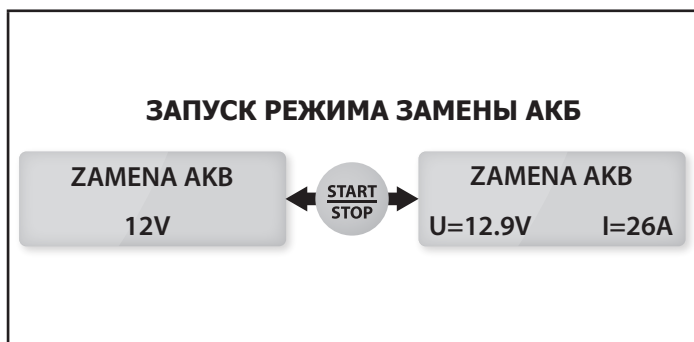 ЗАПУСК РЕЖИМА ЗАМЕНЫ АКБ
ZAMENA AKB
12V
START
STOP
ZAMENA AKB
U=12.9V I=26A